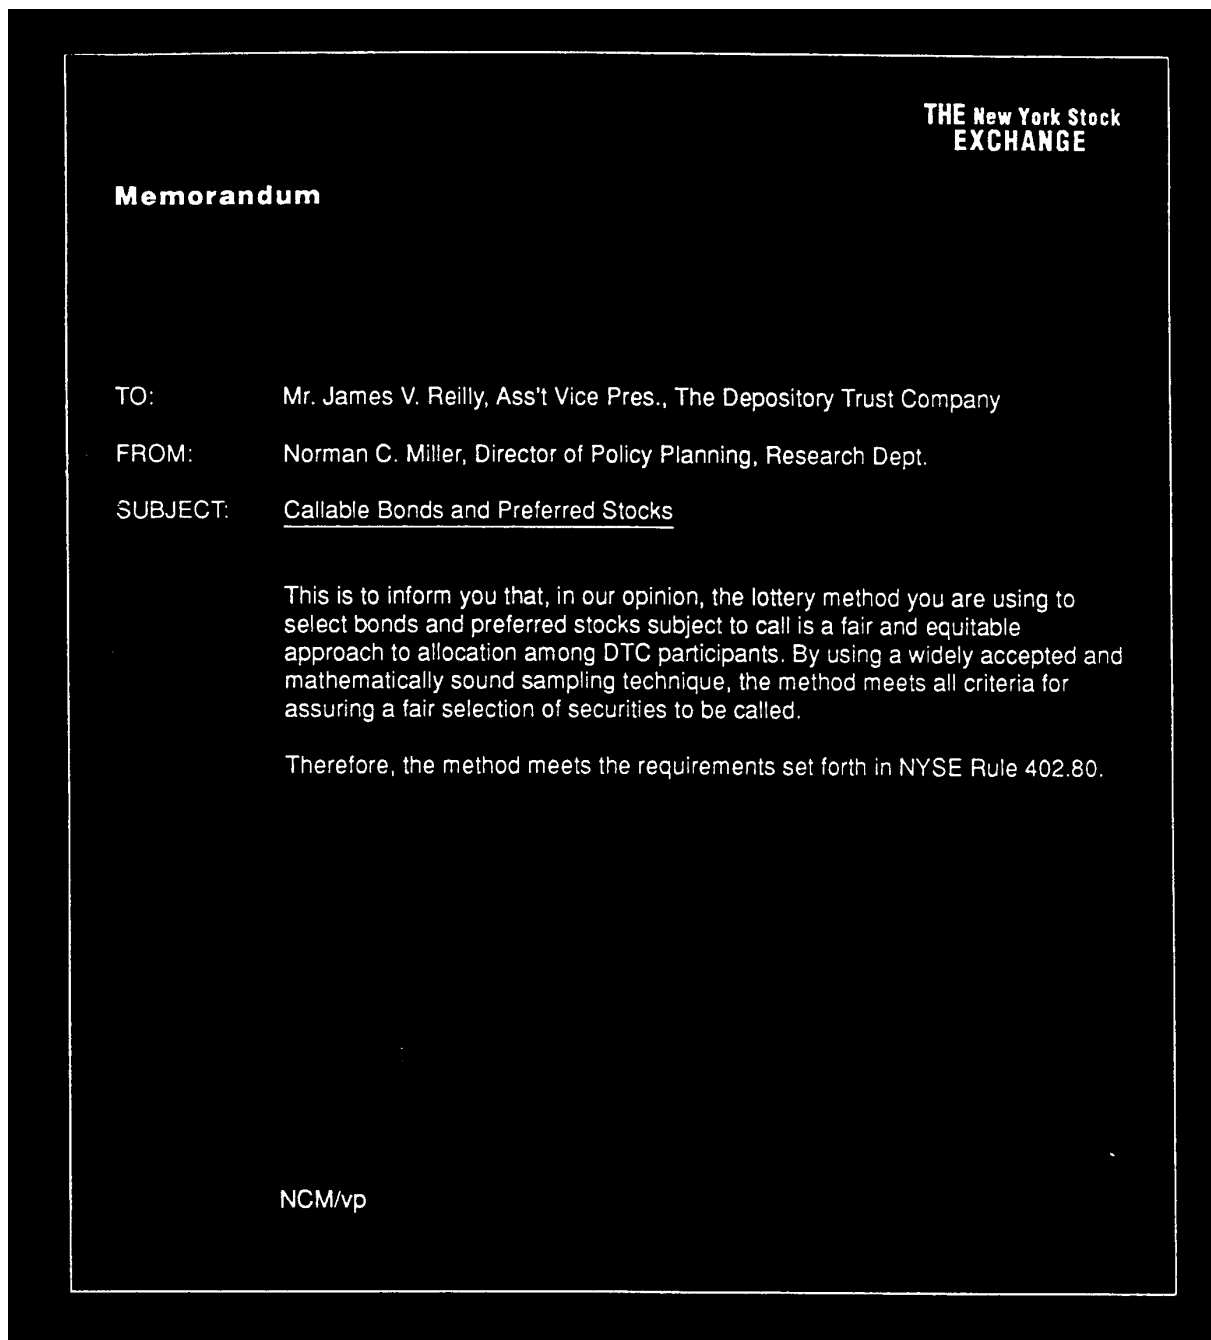 THE New York Stock
EXCHANGE
Memorandum
TO: Mr. James V. Reilly, Ass't Vice Pres., The Depository Trust Company
FROM: Norman C. Miller, Director of Policy Planning, Research Dept.
SUBJECT: Callable Bonds and Preferred Stocks
This is to inform you that, in our opinion, the lottery method you are using to
select bonds and preferred stocks subject to call is a fair and equitable
approach to allocation among DTC participants. By using a widely accepted and
mathematically sound sampling technique, the method meets all criteria for
assuring a fair selection of securities to be called.
Therefore, the method meets the requirements set forth in NYSE Rule 402.80.
NCM/vp